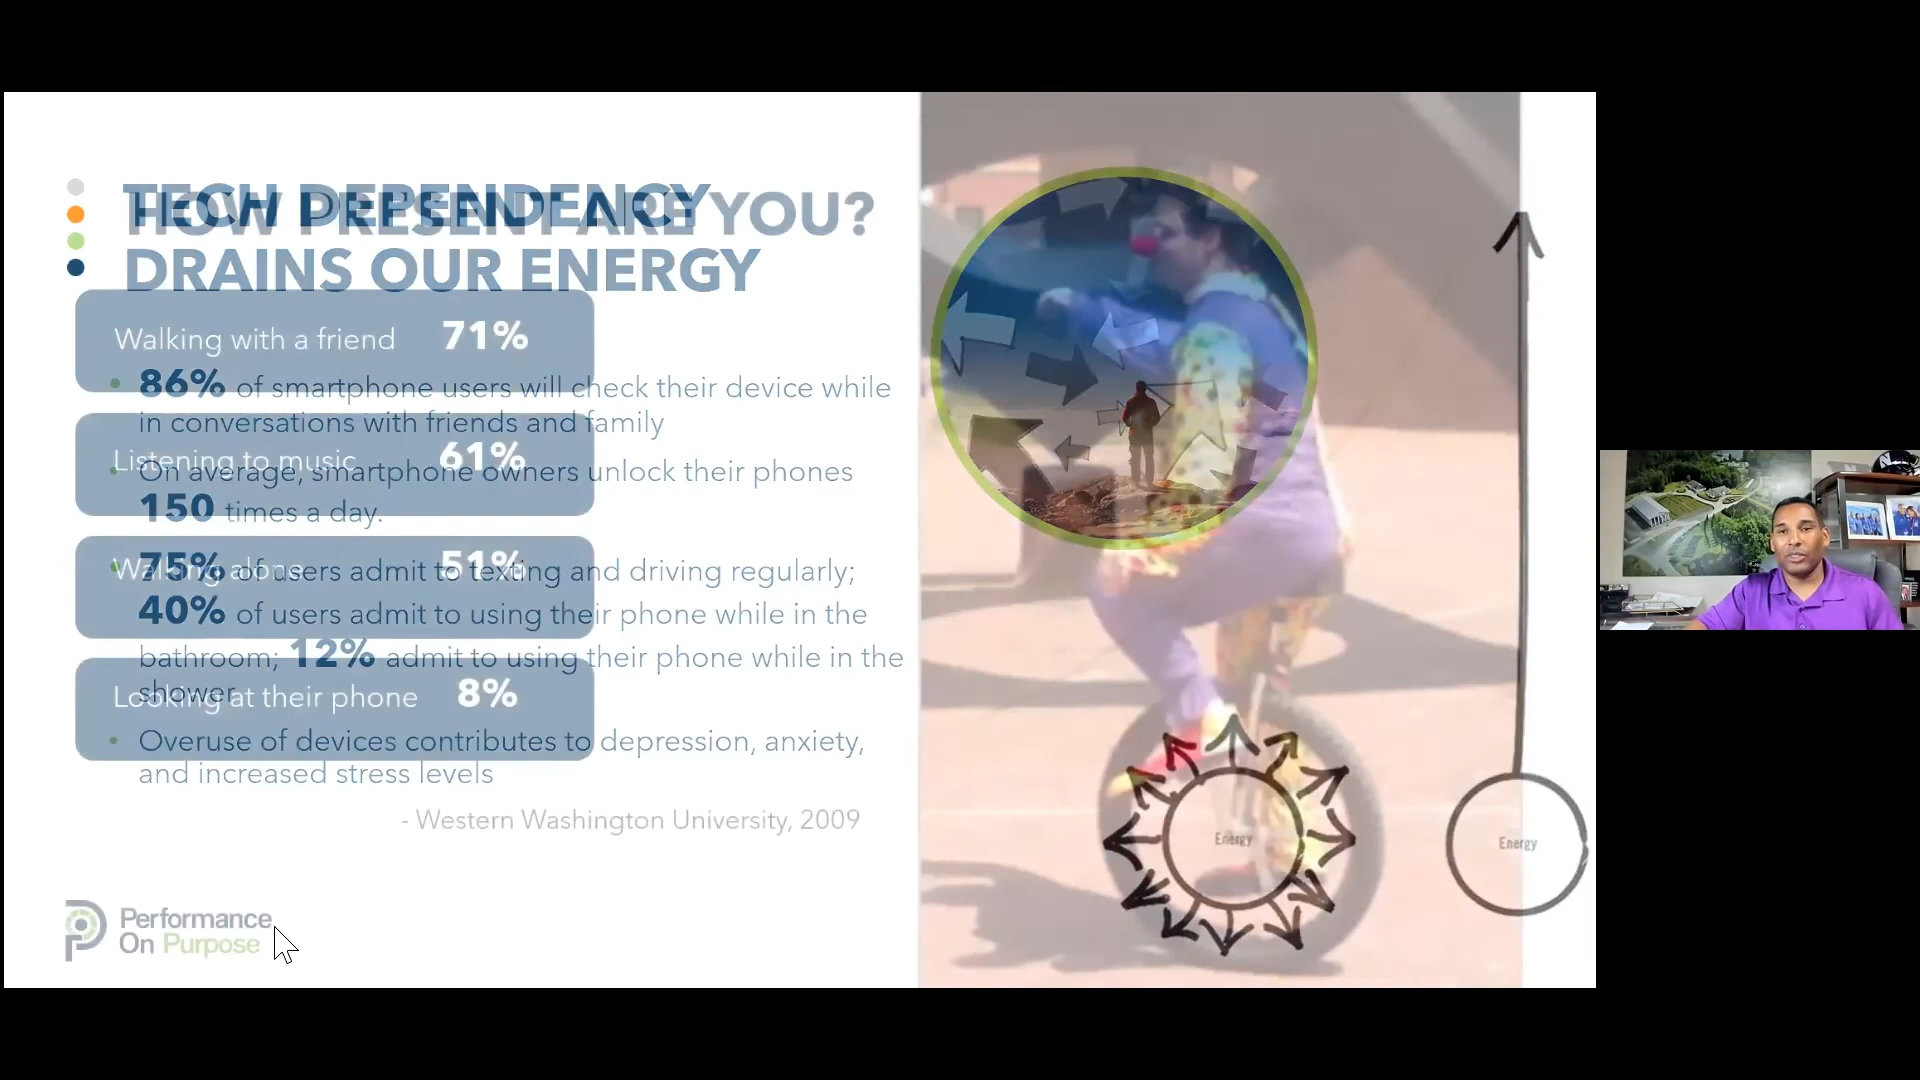 HOW PRESENT ARE YOU?
TECH DEPENDENCY
DRAINS OUR ENERGY
Walking with a friend 71%
• 86% of smartphone users will check their device while
in conversations with friends and family
Listening to music 61%
• On average, smartphone owners unlock their phones
150 times a day.
Walking alone 51%
• 75% of users admit to texting and driving regularly;
40% of users admit to using their phone while in the
bathroom; 12% admit to using their phone while in the
shower
Looking at their phone 8%
• Overuse of devices contributes to depression, anxiety,
and increased stress levels
- Western Washington University, 2009
Energy
Energy
Performance
On Purpose